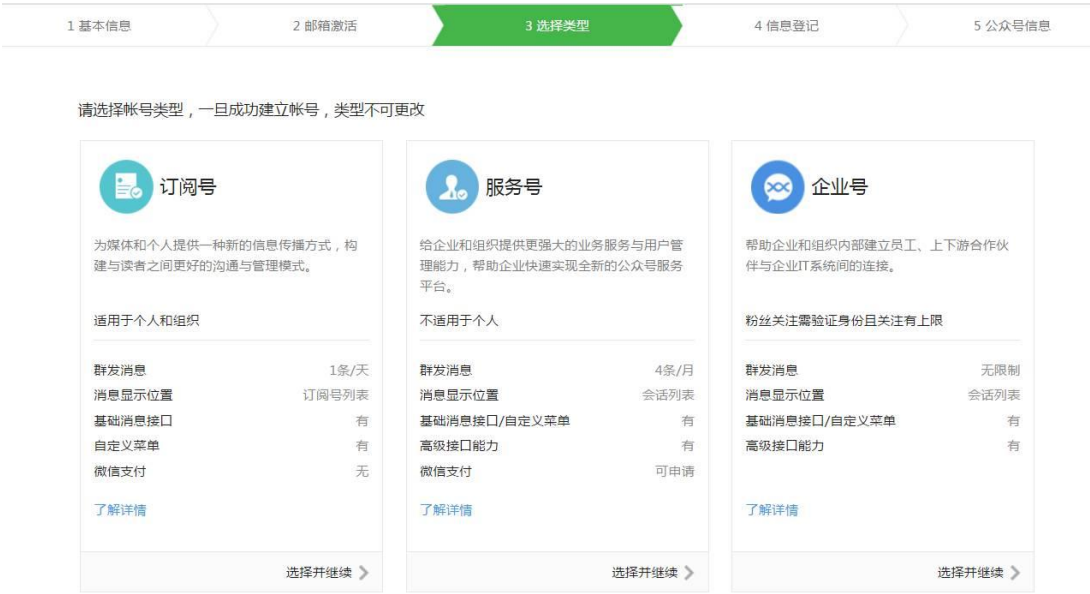 1 基本信息
2 邮箱激活
3 选择类型
4 信息登记
5 公众号信息
请选择帐号类型，一旦成功建立帐号，类型不可更改
订阅号
为媒体和个人提供一种新的信息传播方式，构
建与读者之间更好的沟通与管理模式。
适用于个人和组织
群发消息 1条/天
消息显示位置 订阅号列表
基础消息接口 有
自定义菜单 有
微信支付 无
了解详情
选择并继续
服务号
给企业和组织提供更强大的业务服务与用户管
理能力，帮助企业快速实现全新的公众号服务
平台。
不适用于个人
群发消息 4条/月
消息显示位置 会话列表
基础消息接口/自定义菜单 有
高级接口能力 有
微信支付 可申请
了解详情
选择并继续
企业号
帮助企业和组织内部建立员工、上下游合作伙
伴与企业IT系统间的连接。
粉丝关注需验证身份且关注有上限
群发消息 无限制
消息显示位置 会话列表
基础消息接口/自定义菜单 有
高级接口能力 有
了解详情
选择并继续